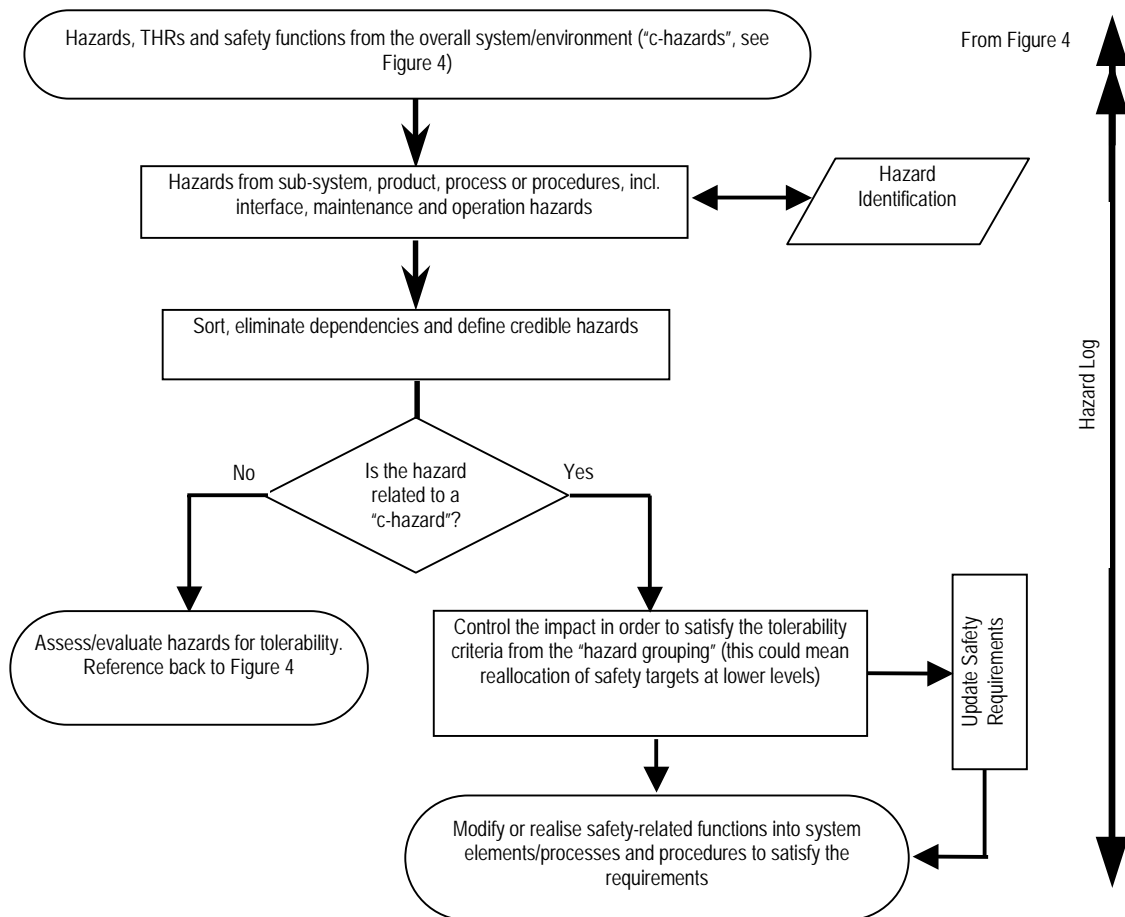 Hazards, THRs and safety functions from the overall system/environment (“c-hazards”, see
Figure 4)
From Figure 4
Hazards from sub-system, product, process or procedures, incl.
interface, maintenance and operation hazards
Hazard
Identification
Sort, eliminate dependencies and define credible hazards
Hazard Log
No
Yes
Is the hazard
related to a
“c-hazard”?
Assess/evaluate hazards for tolerability.
Reference back to Figure 4
Control the impact in order to satisfy the tolerability
criteria from the “hazard grouping” (this could mean
reallocation of safety targets at lower levels)
Update Safety
Requirements
Modify or realise safety-related functions into system
elements/processes and procedures to satisfy the
requirements